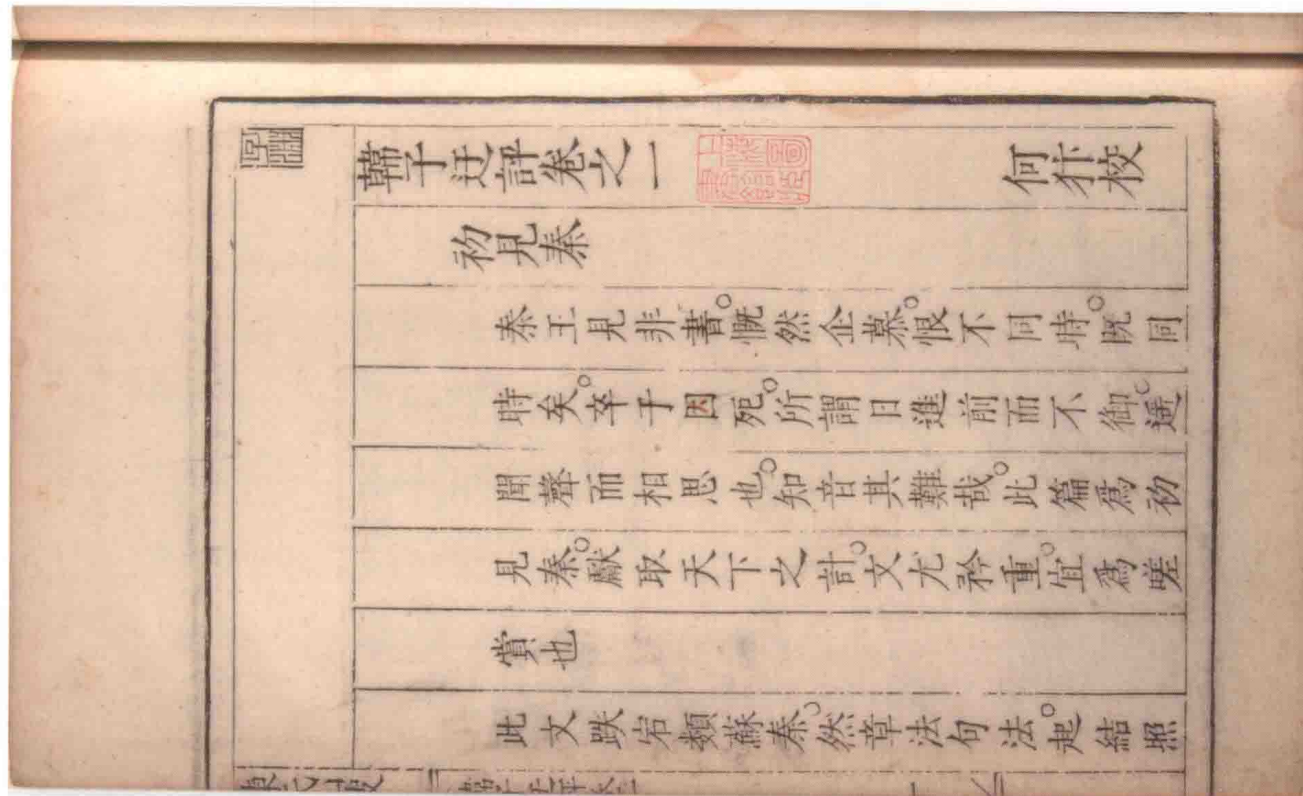 韓子迂評卷之一 何犿校
初見秦
秦王見非書○慨然企慕○恨不同時○既同
時矣○卒于因死○所謂日進前而不御○遥
聞聲而相思也○知音其難哉○此篇爲初
見秦○獻取天下之計○文尤矜重○宜爲嗟
賞也
此文跌宕類蘇秦○然章法句法○起結照